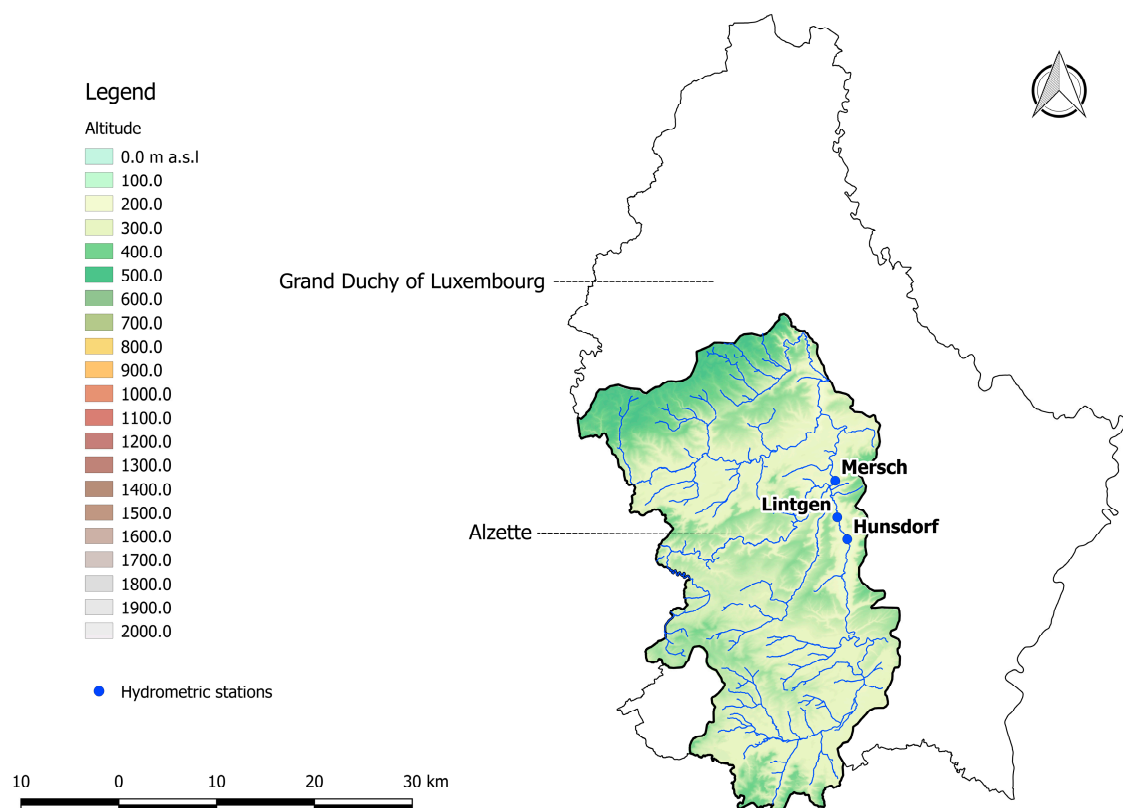 Legend
Altitude
0.0 m a.s.l
100.0
200.0
300.0
400.0
500.0
600.0
700.0
800.0
900.0
1000.0
1100.0
1200.0
1300.0
1400.0
1500.0
1600.0
1700.0
1800.0
1900.0
2000.0
Hydrometric stations
Grand Duchy of Luxembourg
Mersch
Lintgen
Hunsdorf
Alzette
10 0 10 20 30 km